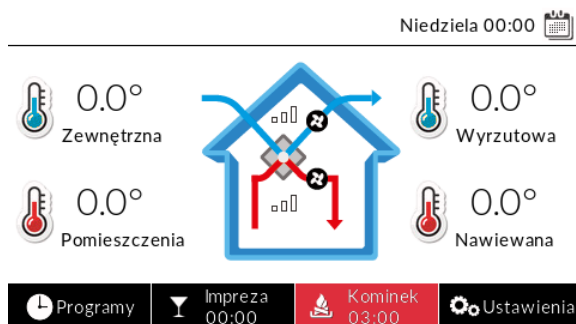 Niedziela 00:00
0.0°
Zewnętrzna
0.0°
Wyrzutowa
0.0°
Pomieszczenia
0.0°
Nawiewana
Programy
Impreza
00:00
Kominek
03:00
Ustawienia